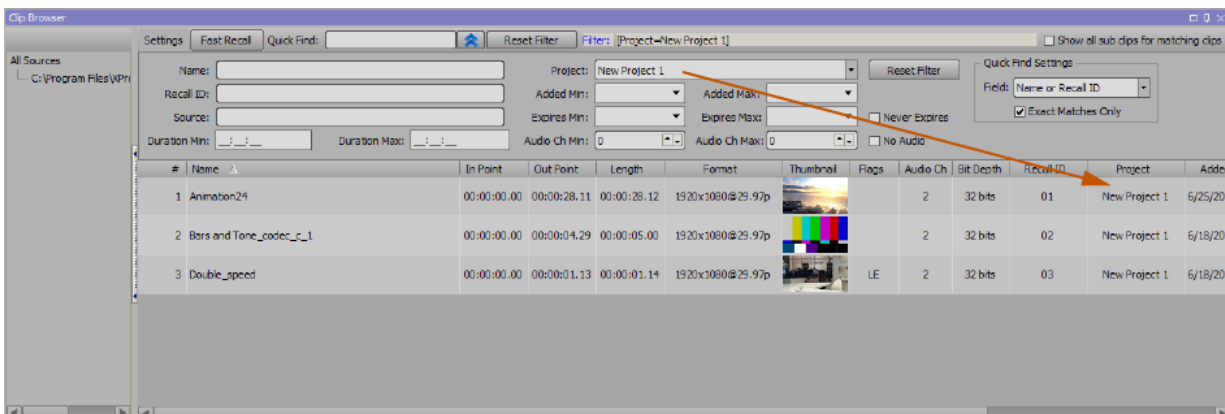 Clip Browser
Settings Fast Recall Quick Find: Reset Filter Filter: [Project=New Project 1] Show all sub clips for matching clips
All Sources
C:\Program Files\XPri
Name: Project: New Project 1 Reset Filter Quick Find Settings
Recall ID: Added Min: Added Max: Field: Name or Recall ID
Source: Expires Min: Expires Max: Never Expires Exact Matches Only
Duration Min: __:__:__ Duration Max: __:__:__ Audio Ch Min: 0 Audio Ch Max: 0 No Audio
# Name In Point Out Point Length Format Thumbnail Flags Audio Ch Bit Depth Recall ID Project Adde
1 Animation24 00:00:00.00 00:00:28.11 00:00:28.12 1920x1080@29.97p 2 32 bits 01 New Project 1 6/25/20
2 Bars and Tone_codec_c_1 00:00:00.00 00:00:04.29 00:00:05.00 1920x1080@29.97p 2 32 bits 02 New Project 1 6/18/20
3 Double_speed 00:00:00.00 00:00:01.13 00:00:01.14 1920x1080@29.97p LE 2 32 bits 03 New Project 1 6/18/20